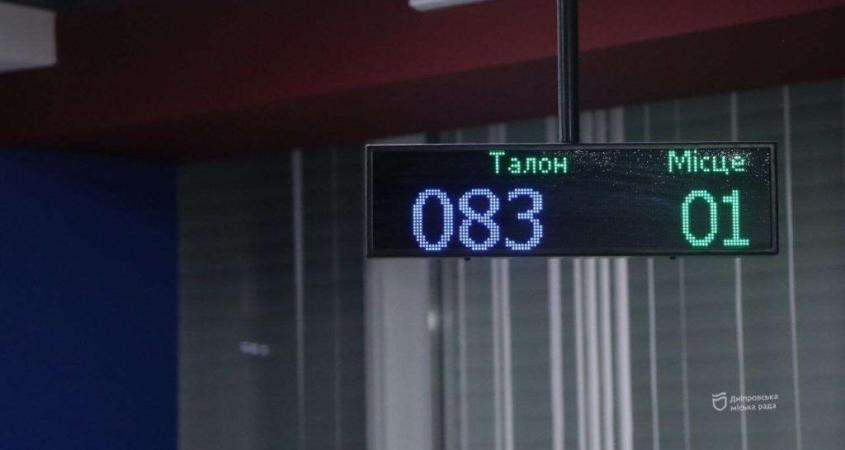 Талон Місце
083 01
Дніпровська
міська рада